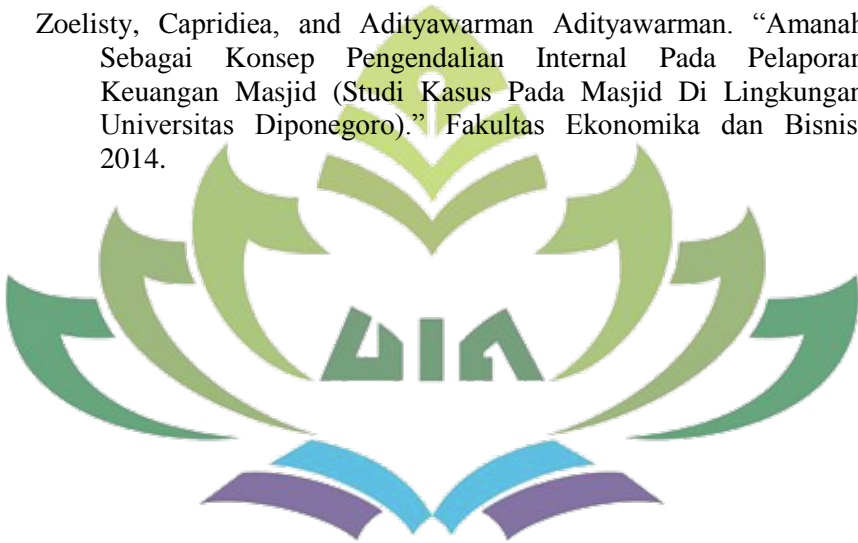 Zoelisty, Capridiea, and Adityawarman Adityawarman. “Amanah
Sebagai Konsep Pengendalian Internal Pada Pelaporan
Keuangan Masjid (Studi Kasus Pada Masjid Di Lingkungan
Universitas Diponegoro).” Fakultas Ekonomika dan Bisnis
2014.
UIN